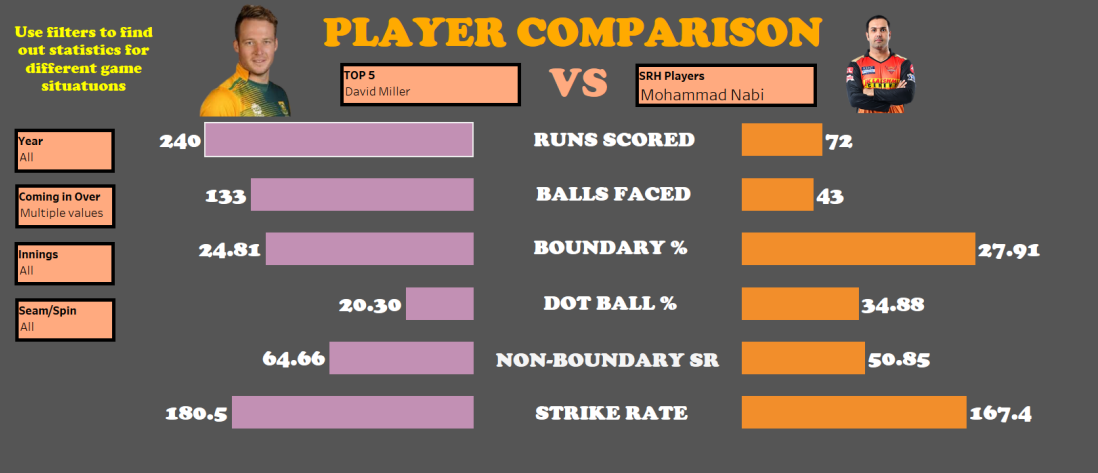 Use filters to find
out statistics for
different game
situatuons
PLAYER COMPARISON
TOP 5
David Miller
VS
SRH Players
Mohammad Nabi
Year
All
Coming in Over
Multiple values
Innings
All
Seam/Spin
All
240 RUNS SCORED 72
133 BALLS FACED 43
24.81 BOUNDARY % 27.91
20.30 DOT BALL % 34.88
64.66 NON-BOUNDARY SR 50.85
180.5 STRIKE RATE 167.4